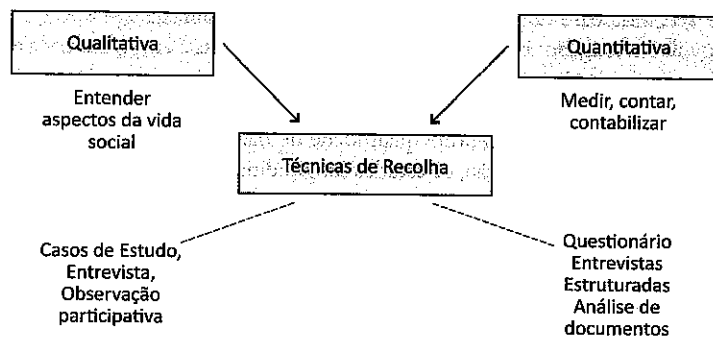 Qualitativa
Quantitativa
Entender
aspectos da vida
social
Medir, contar,
contabilizar
Técnicas de Recolha
Casos de Estudo,
Entrevista,
Observação
participativa
Questionário
Entrevistas
Estruturadas
Análise de
documentos